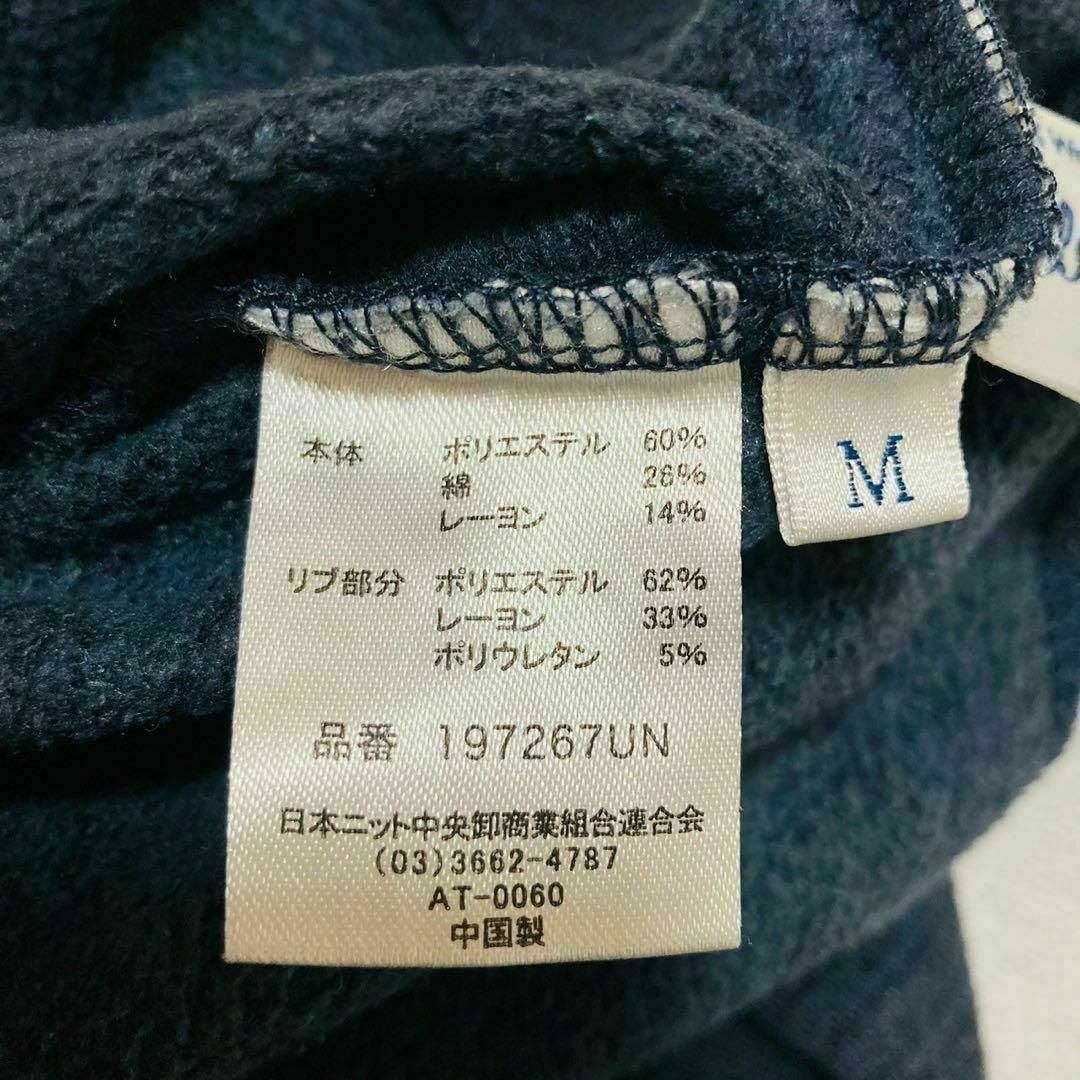 本体 ポリエステル 60%
綿 26%
レーヨン 14%
リブ部分 ポリエステル 62%
レーヨン 33%
ポリウレタン 5%
品番 197267UN
日本ニット中央卸商業組合連合会
(03)3662-4787
AT-0060
中国製
M